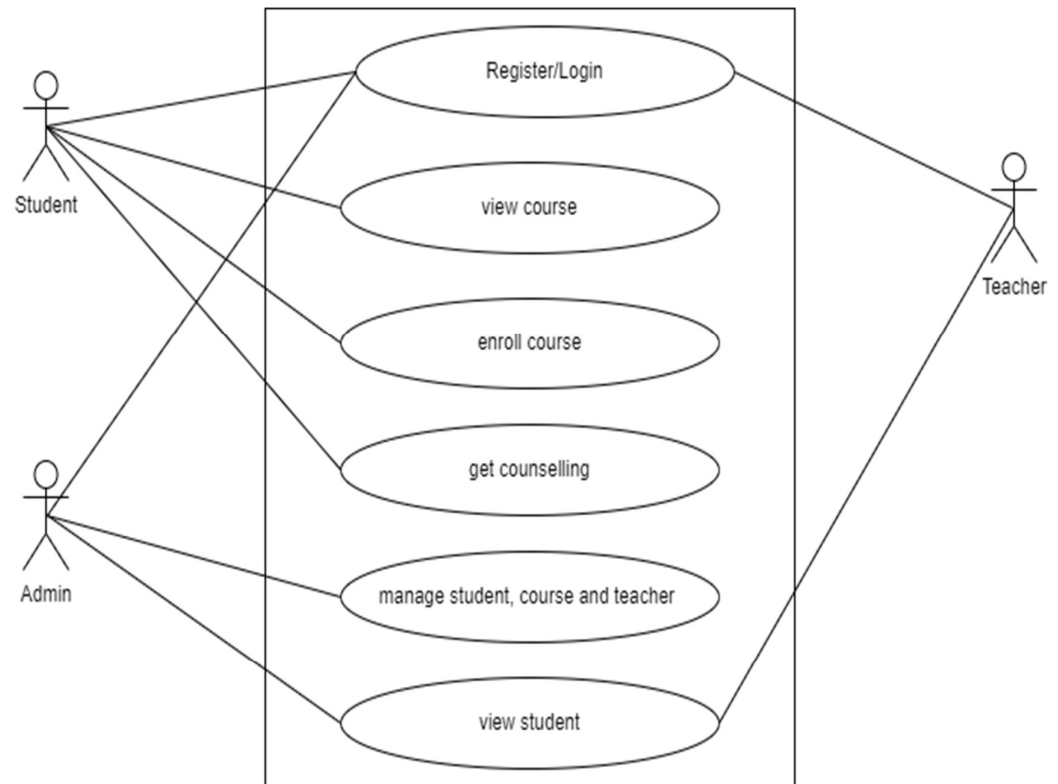 Register/Login
Student
view course
Teacher
enroll course
get counselling
Admin
manage student, course and teacher
view student